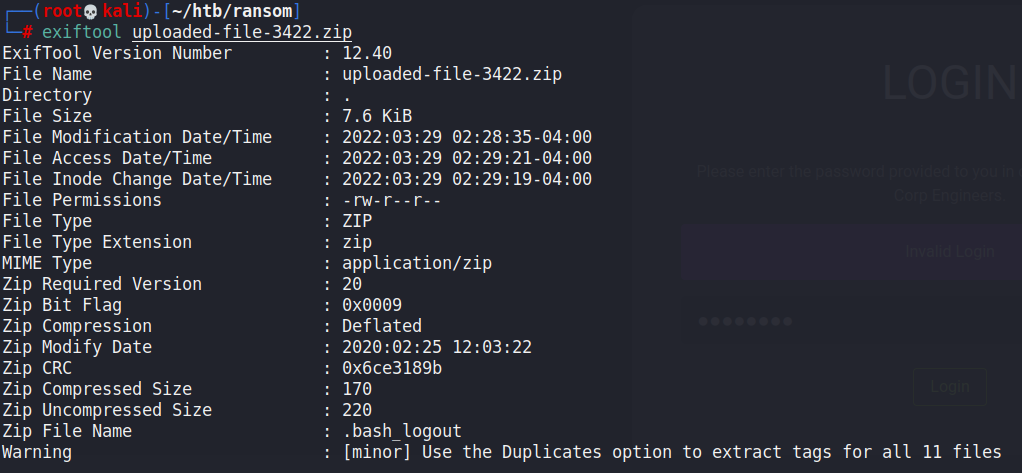 ┌──(root💀kali)-[~/htb/ransom]
└─# exiftool uploaded-file-3422.zip
ExifTool Version Number : 12.40
File Name : uploaded-file-3422.zip
Directory : .
File Size : 7.6 KiB
File Modification Date/Time : 2022:03:29 02:28:35-04:00
File Access Date/Time : 2022:03:29 02:29:21-04:00
File Inode Change Date/Time : 2022:03:29 02:29:19-04:00
File Permissions : -rw-r--r--
File Type : ZIP
File Type Extension : zip
MIME Type : application/zip
Zip Required Version : 20
Zip Bit Flag : 0x0009
Zip Compression : Deflated
Zip Modify Date : 2020:02:25 12:03:22
Zip CRC : 0x6ce3189b
Zip Compressed Size : 170
Zip Uncompressed Size : 220
Zip File Name : .bash_logout
Warning : [minor] Use the Duplicates option to extract tags for all 11 files
LOGIN
Please enter the password provided to you in
Corp Engineers
Invalid Login
Login